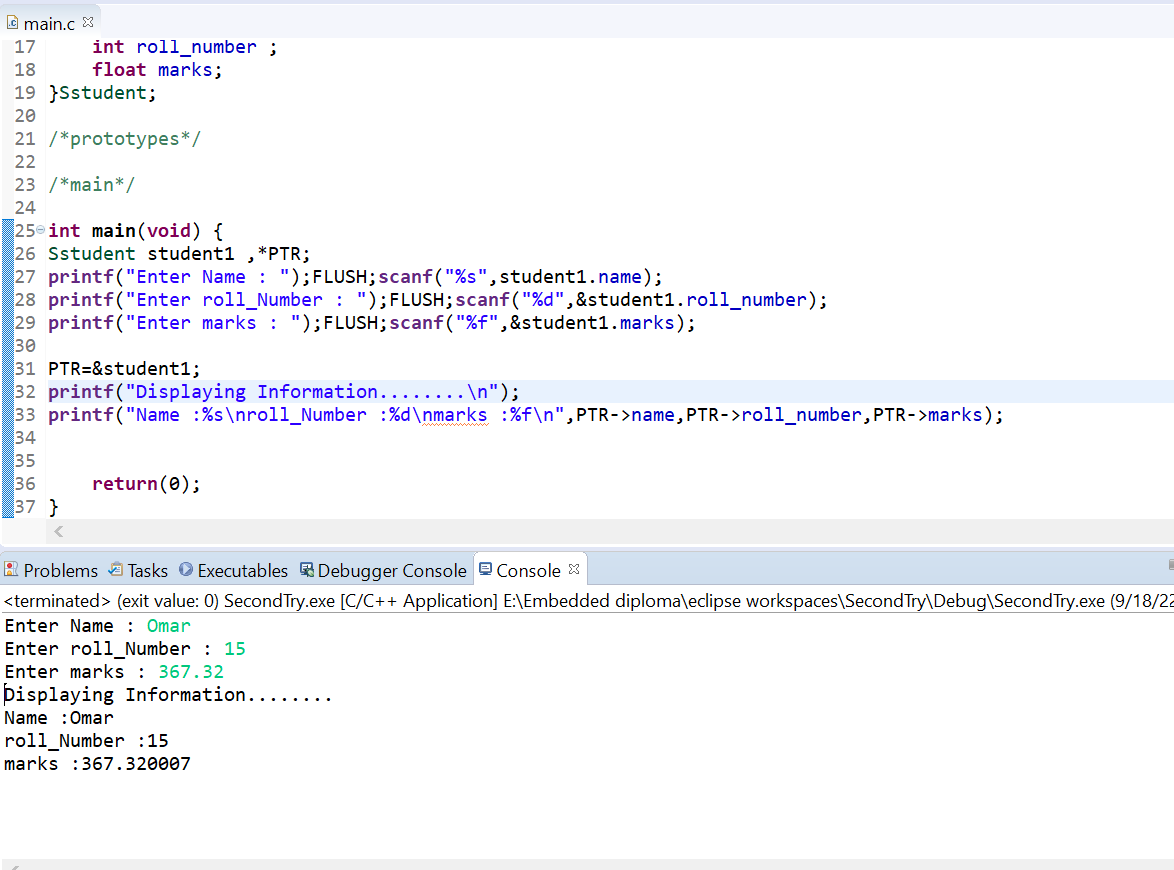 main.c
17     int roll_number ;
18     float marks;
19 }Sstudent;
20
21 /*prototypes*/
22
23 /*main*/
24
25 int main(void) {
26 Sstudent student1 ,*PTR;
27 printf("Enter Name : ");FLUSH;scanf("%s",student1.name);
28 printf("Enter roll_Number : ");FLUSH;scanf("%d",&student1.roll_number);
29 printf("Enter marks : ");FLUSH;scanf("%f",&student1.marks);
30
31 PTR=&student1;
32 printf("Displaying Information........\n");
33 printf("Name :%s\nroll_Number :%d\nmarks :%f\n",PTR->name,PTR->roll_number,PTR->marks);
34
35
36     return(0);
37 }
Problems Tasks Executables Debugger Console Console
<terminated> (exit value: 0) SecondTry.exe [C/C++ Application] E:\Embedded diploma\eclipse workspaces\SecondTry\Debug\SecondTry.exe (9/18/22
Enter Name : Omar
Enter roll_Number : 15
Enter marks : 367.32
Displaying Information........
Name :Omar
roll_Number :15
marks :367.320007